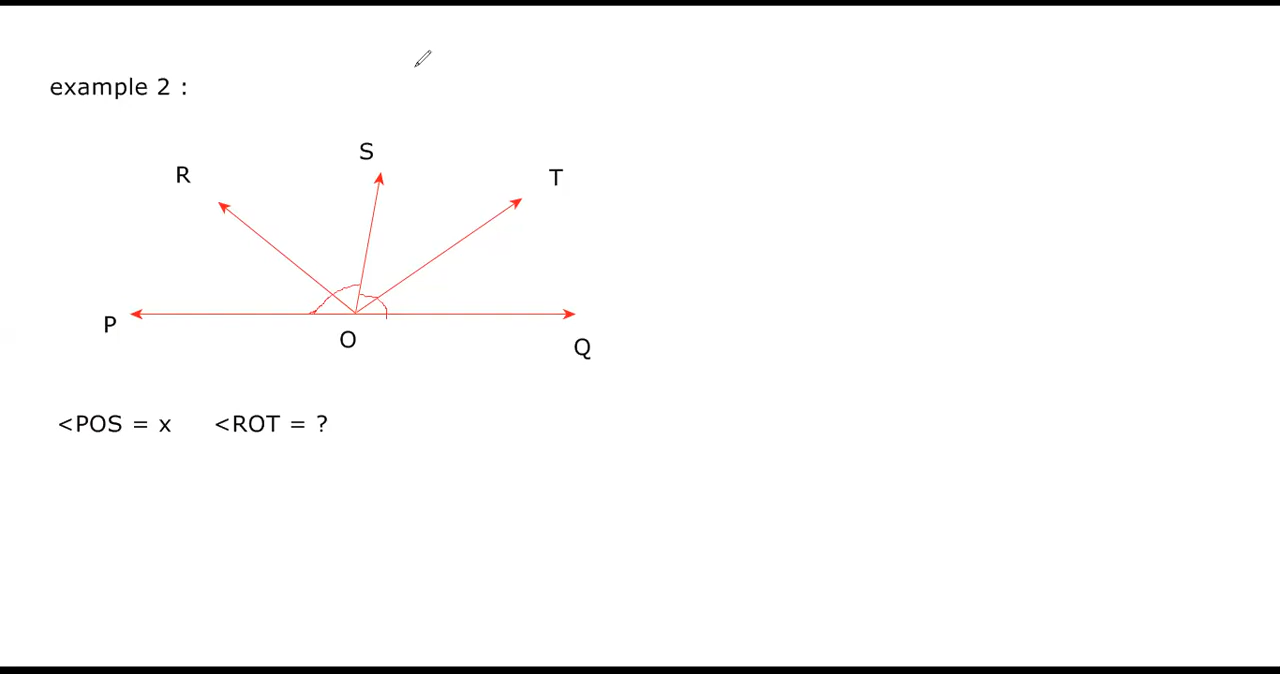 example 2 :
S
R
T
P
O
Q
<POS = x <ROT = ?